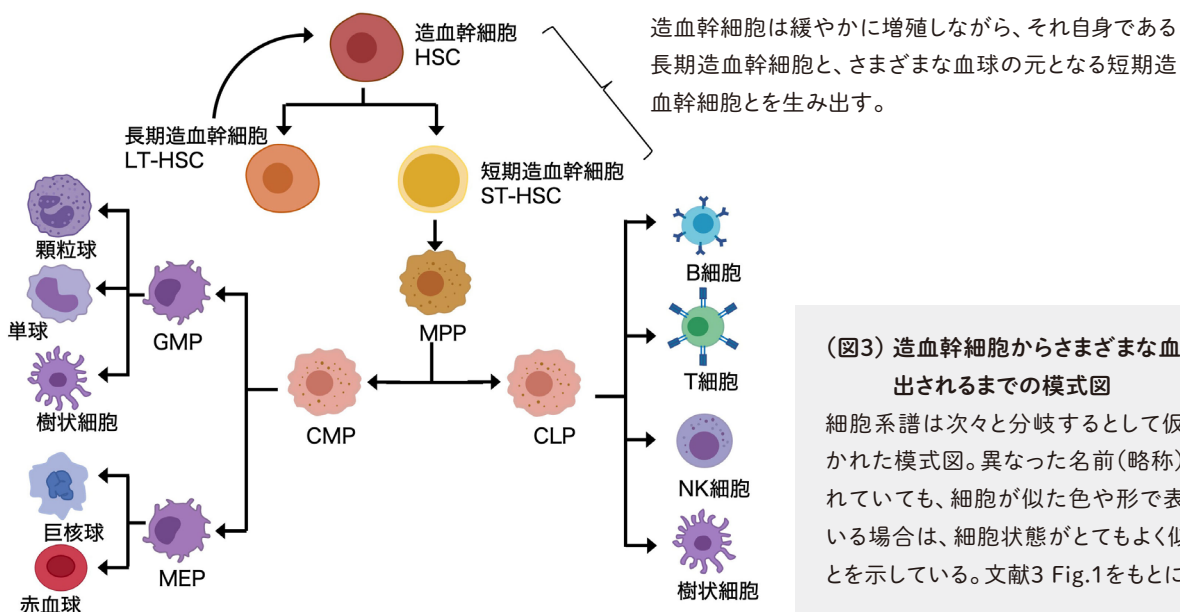 造血幹細胞
HSC
造血幹細胞は緩やかに増殖しながら、それ自身である
長期造血幹細胞と、さまざまな血球の元となる短期造
血幹細胞とを生み出す。
長期造血幹細胞
LT-HSC
短期造血幹細胞
ST-HSC
顆粒球
単球
樹状細胞
GMP
巨核球
赤血球
MEP
CMP
MPP
CLP
B細胞
T細胞
NK細胞
樹状細胞
(図3) 造血幹細胞からさまざまな血
出されるまでの模式図
細胞系譜は次々と分岐するとして仮
かれた模式図。異なった名前(略称)
れていても、細胞が似た色や形で表
いる場合は、細胞状態がとてもよく似
とを示している。文献3 Fig.1をもとに